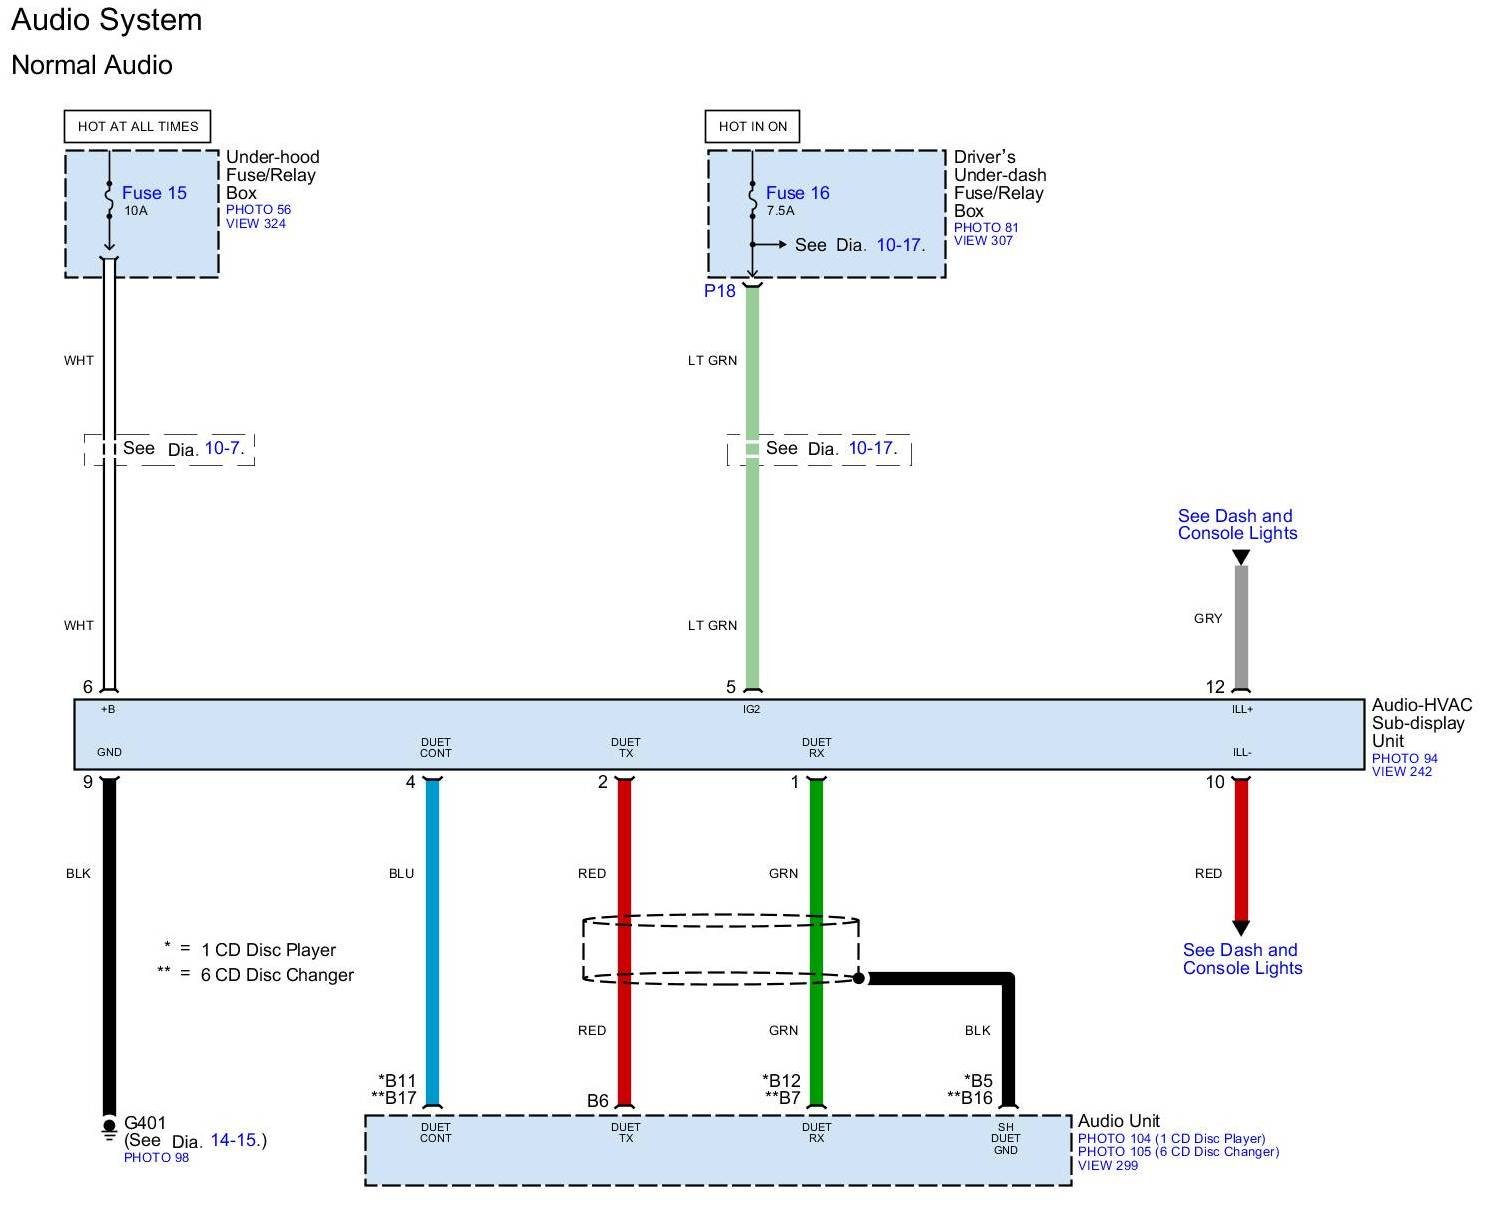 Audio System
Normal Audio
HOT AT ALL TIMES
Under-hood
Fuse/Relay
Box
PHOTO 56
VIEW 324
Fuse 15
10A
HOT IN ON
Driver's
Under-dash
Fuse/Relay
Box
PHOTO 81
VIEW 307
Fuse 16
7.5A
See Dia. 10-17.
P18
WHT
LT GRN
See Dia. 10-7.
See Dia. 10-17.
See Dash and
Console Lights
WHT
LT GRN
GRY
6
5
12
+B
IG2
ILL+
Audio-HVAC
Sub-display
Unit
PHOTO 94
VIEW 242
GND
DUET
CONT
DUET
TX
DUET
RX
ILL-
9
4
2
1
10
BLK
BLU
RED
GRN
RED
* = 1 CD Disc Player
** = 6 CD Disc Changer
See Dash and
Console Lights
RED
GRN
BLK
*B11
**B17
B6
*B12
**B7
*B5
**B16
G401
(See Dia. 14-15.)
PHOTO 98
DUET
CONT
DUET
TX
DUET
RX
SH
DUET
GND
Audio Unit
PHOTO 104 (1 CD Disc Player)
PHOTO 105 (6 CD Disc Changer)
VIEW 299